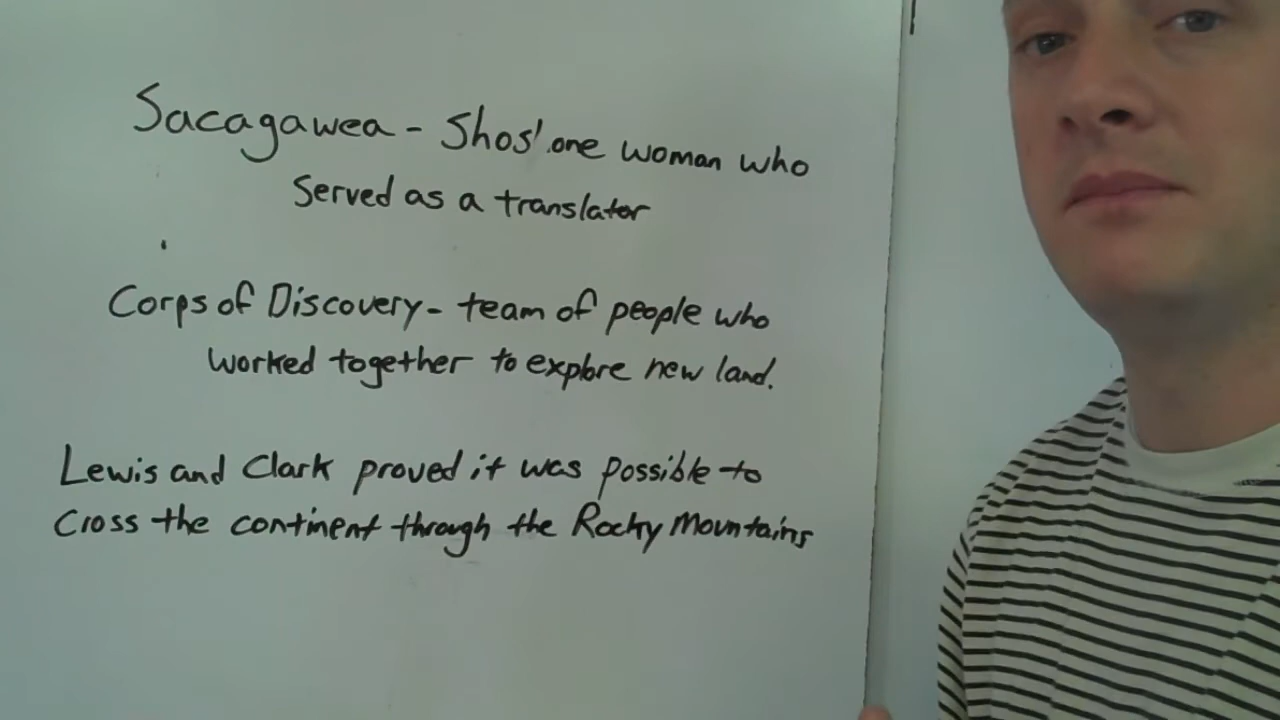 Sacagawea - Shoshone woman who
Served as a translator
Corps of Discovery - team of people who
worked together to explore new land.
Lewis and Clark proved it was possible to
Cross the continent through the Rocky Mountains